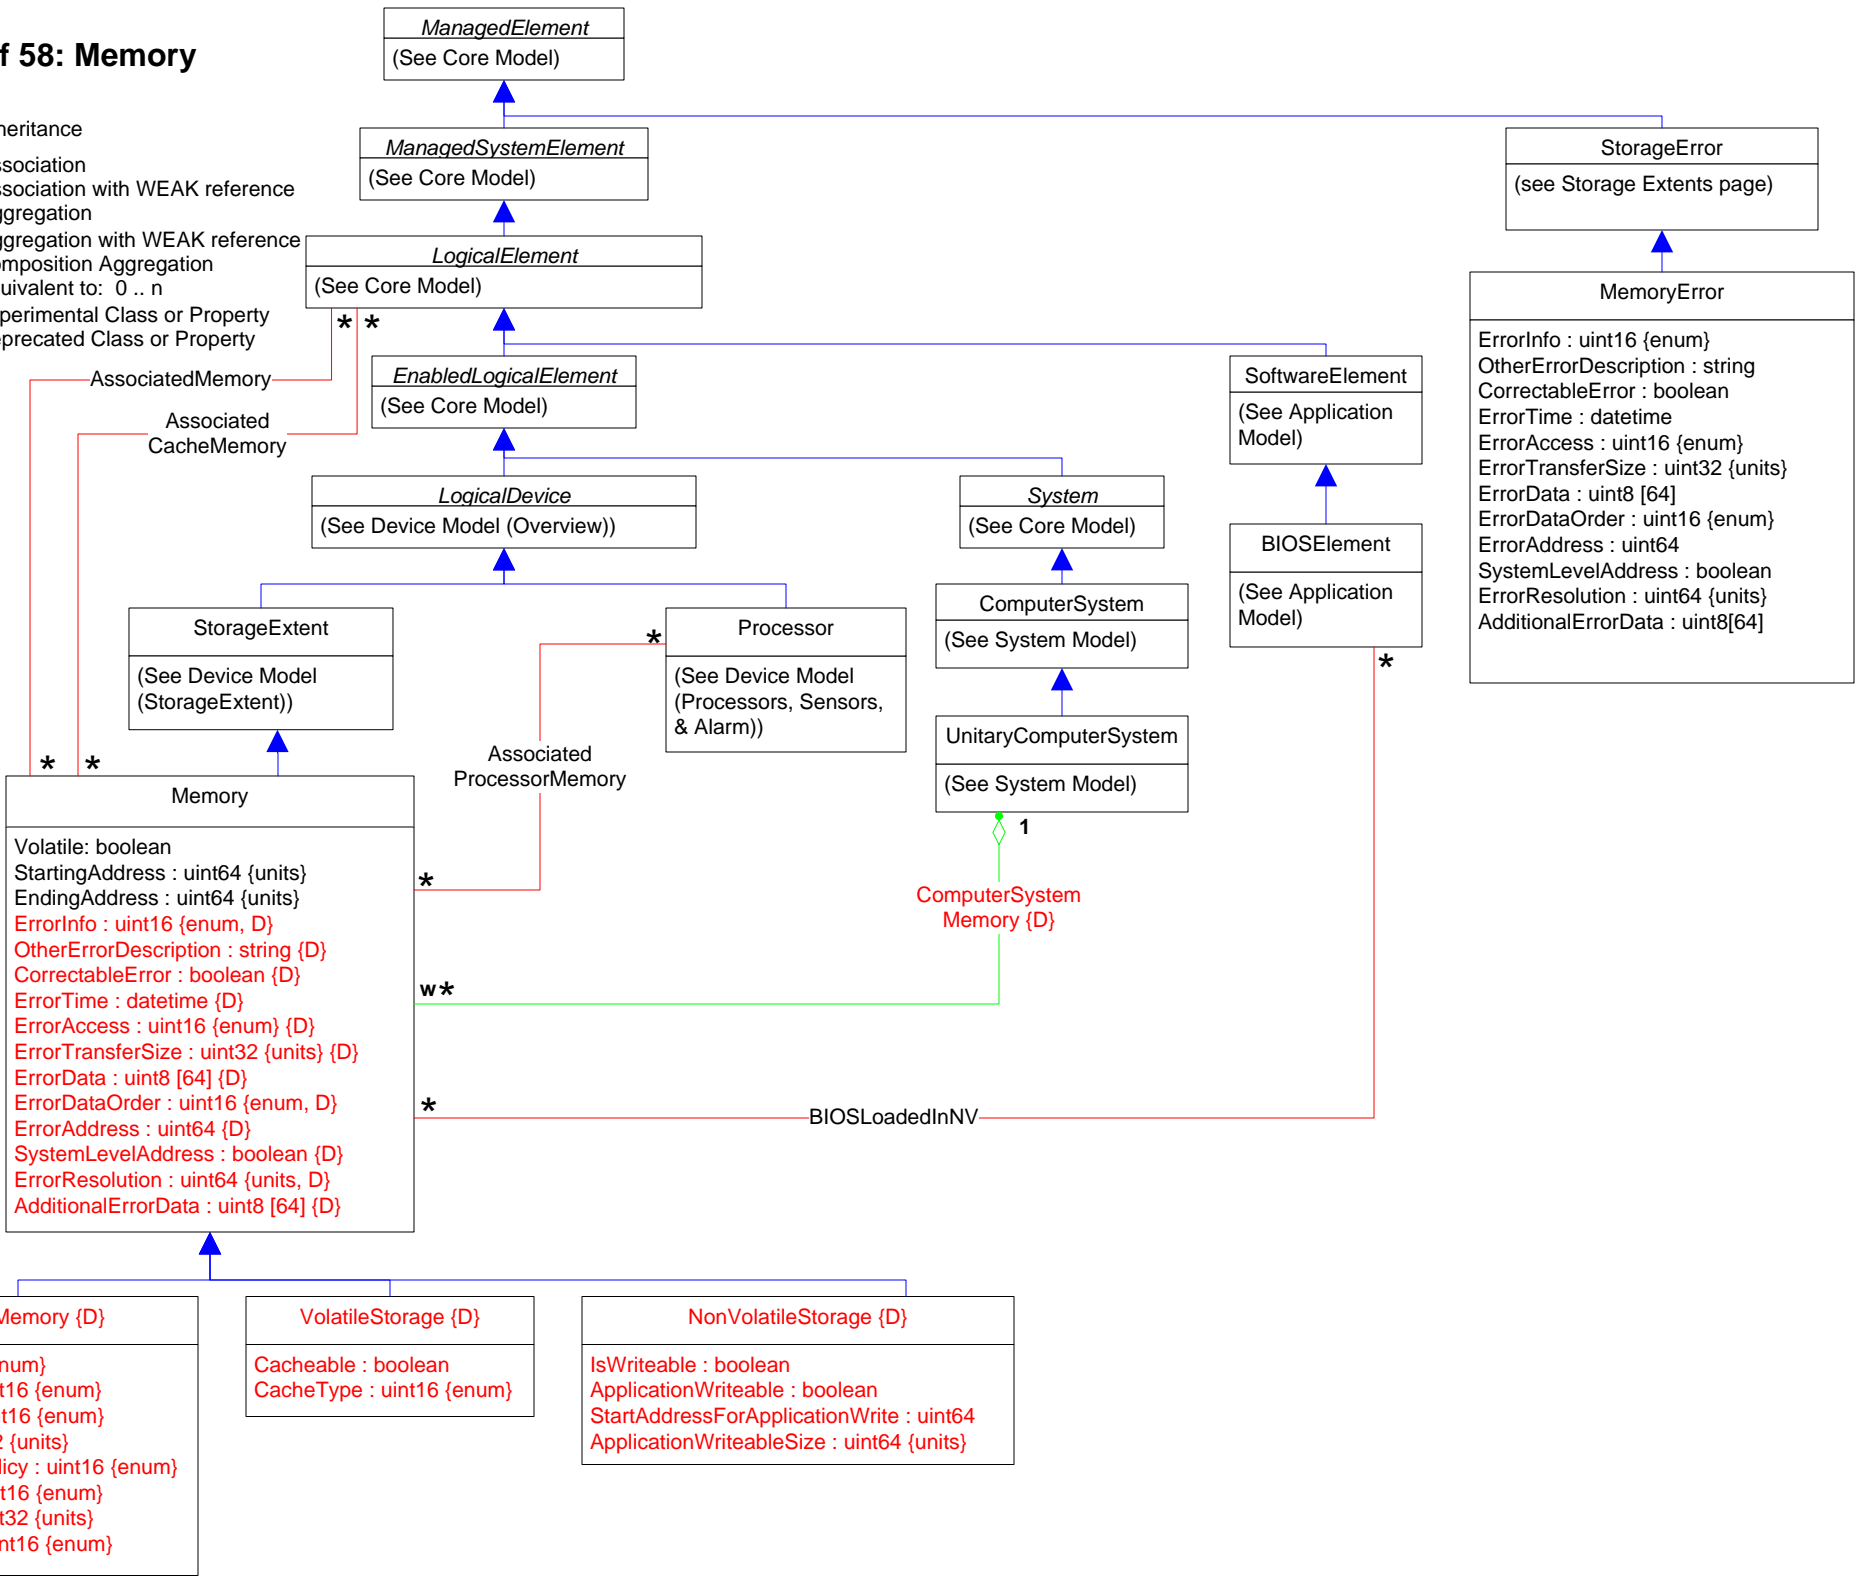 f 58: Memory
heritance
ssociation
ssociation with WEAK reference
ggregation
ggregation with WEAK reference
omposition Aggregation
quivalent to: 0 .. n
xperimental Class or Property
eprecated Class or Property
ManagedElement
(See Core Model)
ManagedSystemElement
(See Core Model)
StorageError
(see Storage Extents page)
LogicalElement
(See Core Model)
* *
MemoryError
ErrorInfo : uint16 {enum}
OtherErrorDescription : string
CorrectableError : boolean
ErrorTime : datetime
ErrorAccess : uint16 {enum}
ErrorTransferSize : uint32 {units}
ErrorData : uint8 [64]
ErrorDataOrder : uint16 {enum}
ErrorAddress : uint64
SystemLevelAddress : boolean
ErrorResolution : uint64 {units}
AdditionalErrorData : uint8[64]
AssociatedMemory
Associated
CacheMemory
EnabledLogicalElement
(See Core Model)
SoftwareElement
(See Application
Model)
LogicalDevice
(See Device Model (Overview))
System
(See Core Model)
BIOSElement
(See Application
Model)
*
StorageExtent
(See Device Model
(StorageExtent))
*
Processor
(See Device Model
(Processors, Sensors,
& Alarm))
ComputerSystem
(See System Model)
UnitaryComputerSystem
(See System Model)
1
Associated
ProcessorMemory
* *
Memory
Volatile: boolean
StartingAddress : uint64 {units}
EndingAddress : uint64 {units}
ErrorInfo : uint16 {enum, D}
OtherErrorDescription : string {D}
CorrectableError : boolean {D}
ErrorTime : datetime {D}
ErrorAccess : uint16 {enum} {D}
ErrorTransferSize : uint32 {units} {D}
ErrorData : uint8 [64] {D}
ErrorDataOrder : uint16 {enum, D}
ErrorAddress : uint64 {D}
SystemLevelAddress : boolean {D}
ErrorResolution : uint64 {units, D}
AdditionalErrorData : uint8 [64] {D}
*
ComputerSystem
Memory {D}
w*
*
BIOSLoadedInNV
Memory {D}
num}
t16 {enum}
t16 {enum}
2 {units}
licy : uint16 {enum}
t16 {enum}
t32 {units}
nt16 {enum}
VolatileStorage {D}
Cacheable : boolean
CacheType : uint16 {enum}
NonVolatileStorage {D}
IsWriteable : boolean
ApplicationWriteable : boolean
StartAddressForApplicationWrite : uint64
ApplicationWriteableSize : uint64 {units}